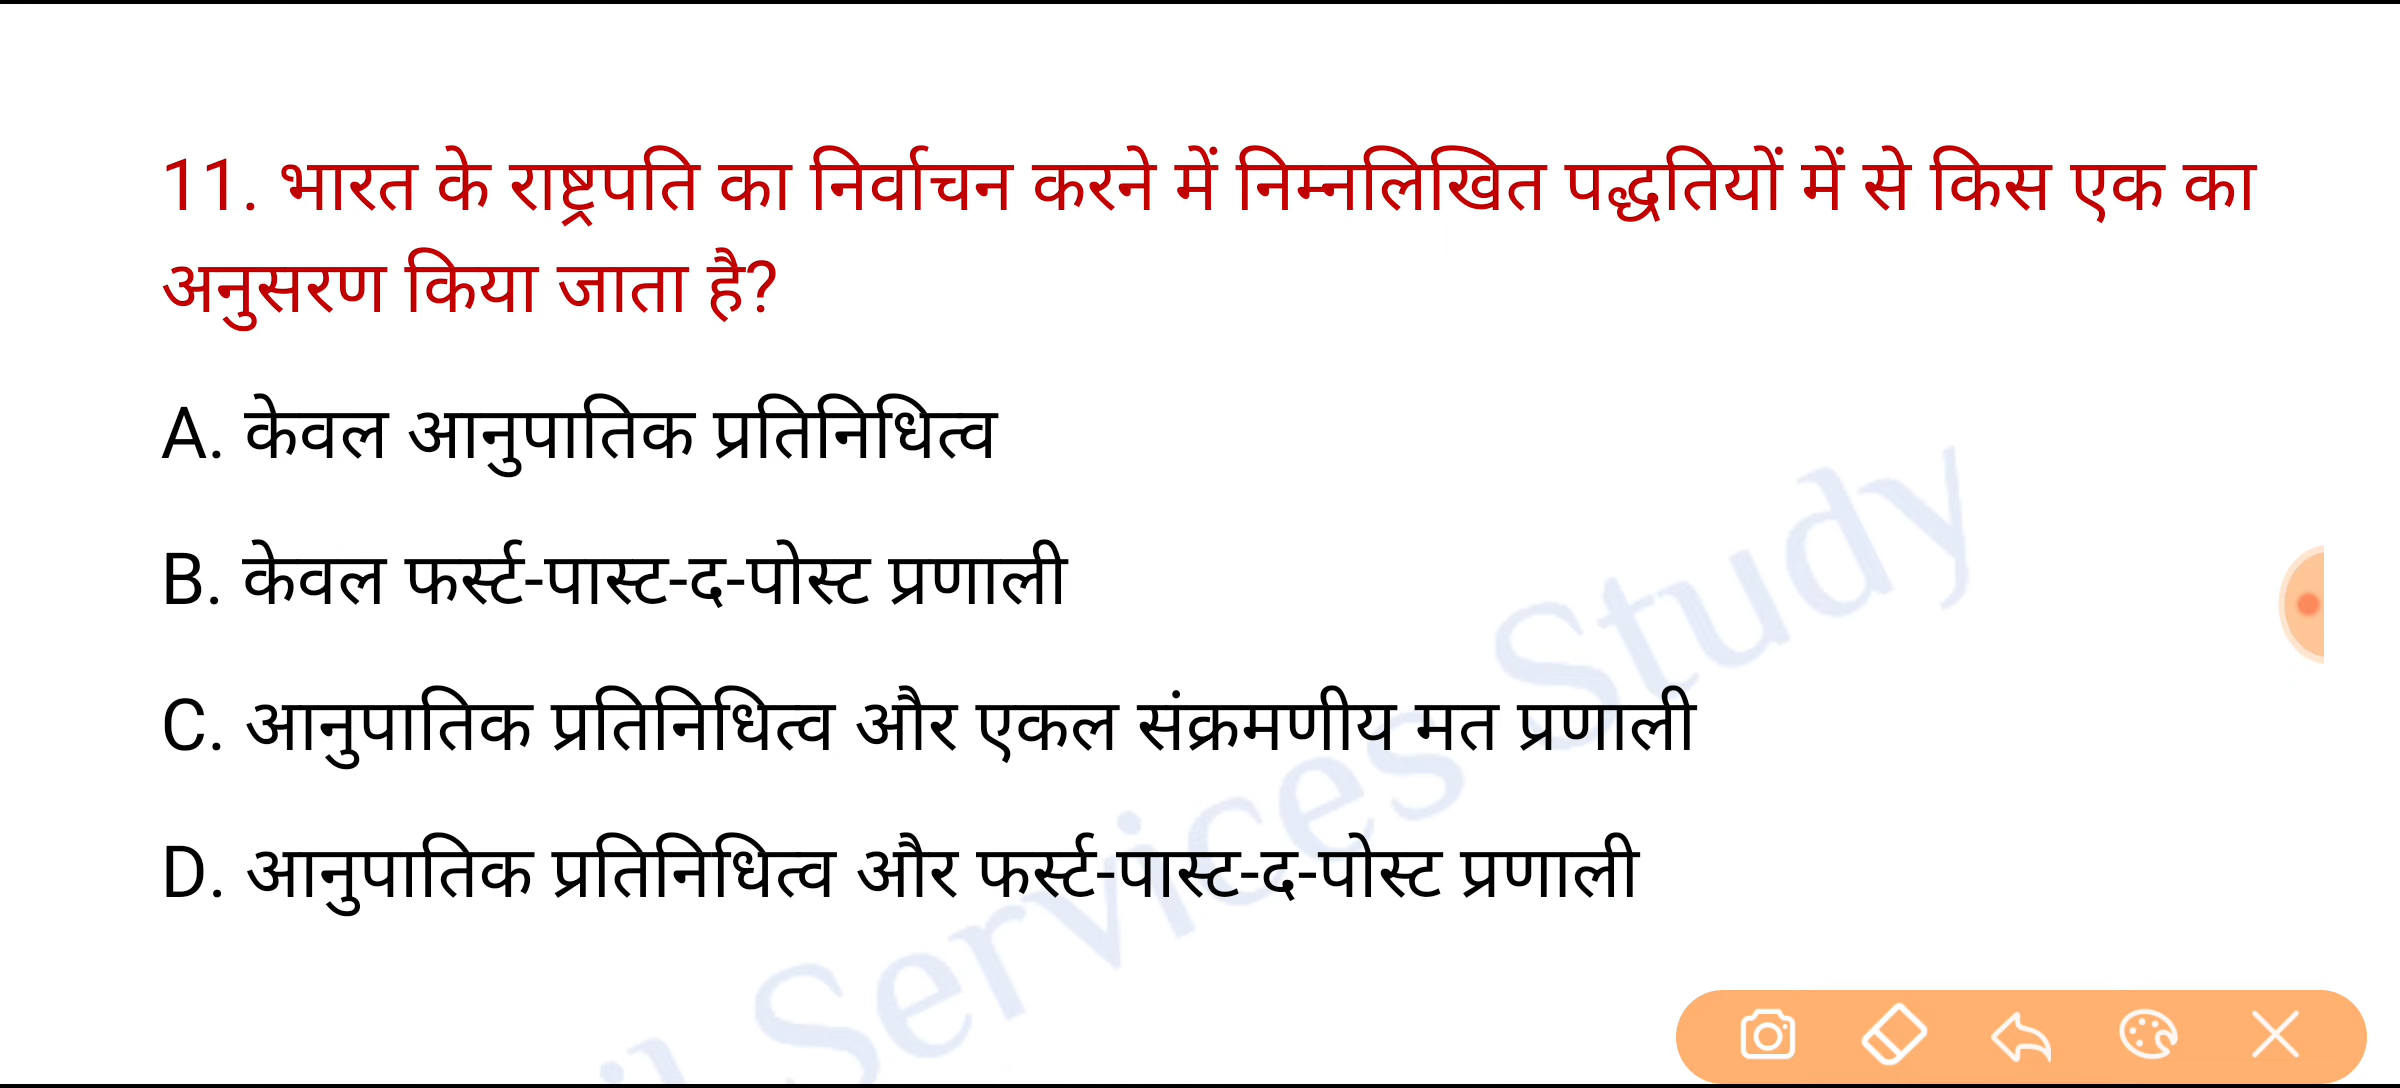 11. भारत के राष्ट्रपति का निर्वाचन करने में निम्नलिखित पद्धतियों में से किस एक का
अनुसरण किया जाता है?
A. केवल आनुपातिक प्रतिनिधित्व
B. केवल फर्स्ट-पास्ट-द-पोस्ट प्रणाली
C. आनुपातिक प्रतिनिधित्व और एकल संक्रमणीय मत प्रणाली
D. आनुपातिक प्रतिनिधित्व और फर्स्ट-पास्ट-द-पोस्ट प्रणाली
Services Study